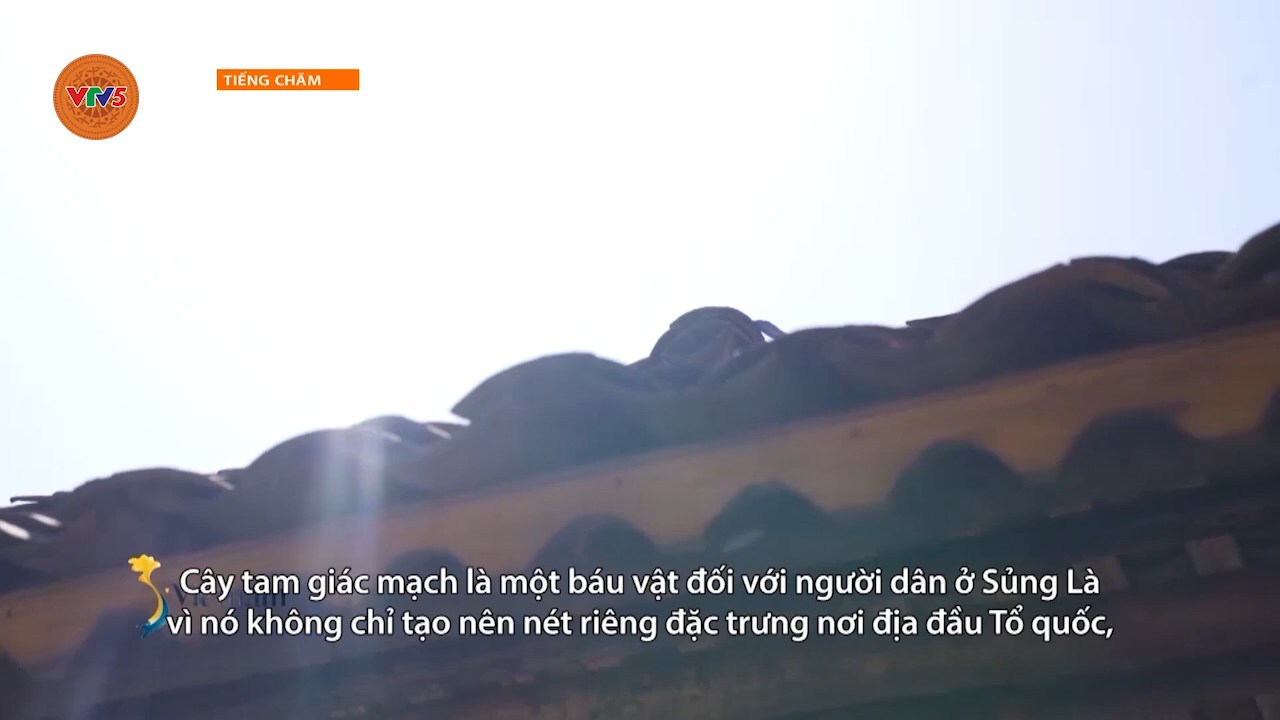 VTV5
TIẾNG CHĂM
Cây tam giác mạch là một báu vật đối với người dân ở Sủng Là
vì nó không chỉ tạo nên nét riêng đặc trưng nơi địa đầu Tổ quốc,